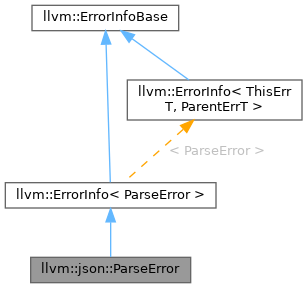 llvm::ErrorInfoBase
llvm::ErrorInfo< ThisErr
T, ParentErrT >
< ParseError >
llvm::ErrorInfo< ParseError >
llvm::json::ParseError